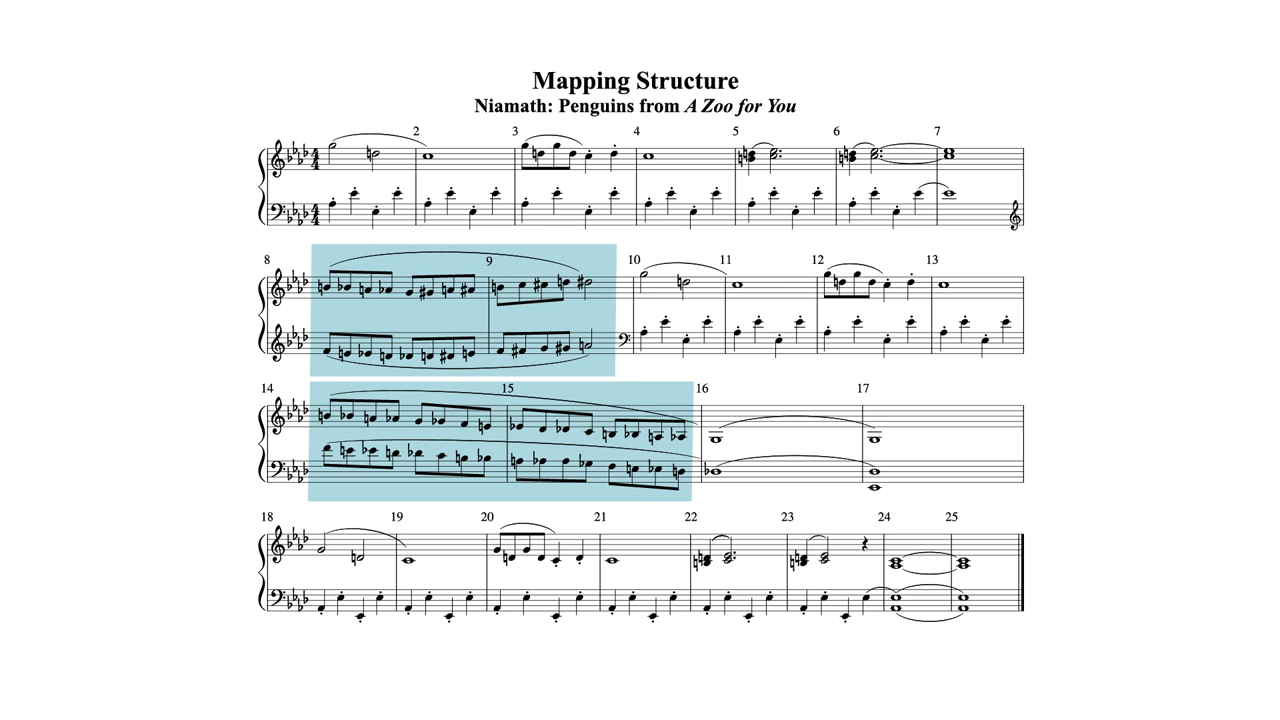 Mapping Structure
Niamath: Penguins from A Zoo for You
2 3 4 5 6 7
8 9 10 11 12 13
14 15 16 17
18 19 20 21 22 23 24 25